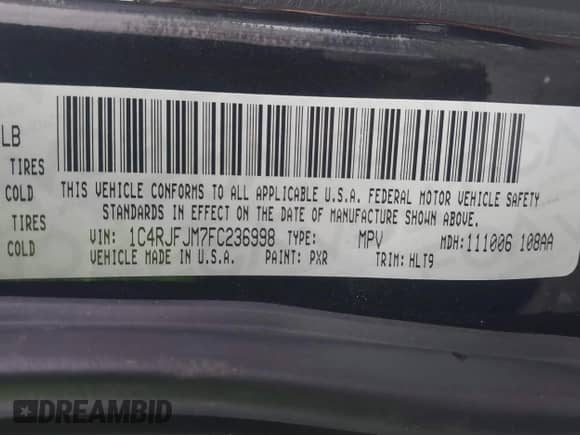 LB
TIRES
COLD
TIRES
COLD
THIS VEHICLE CONFORMS TO ALL APPLICABLE U.S.A. FEDERAL MOTOR VEHICLE SAFETY
STANDARDS IN EFFECT ON THE DATE OF MANUFACTURE SHOWN ABOVE.
VIN: 1C4RJFJM7FC236998 TYPE: MPV MDH: 111006 108AA
VEHICLE MADE IN U.S.A. PAINT: PXR TRIM: HLT9
DREAMBID